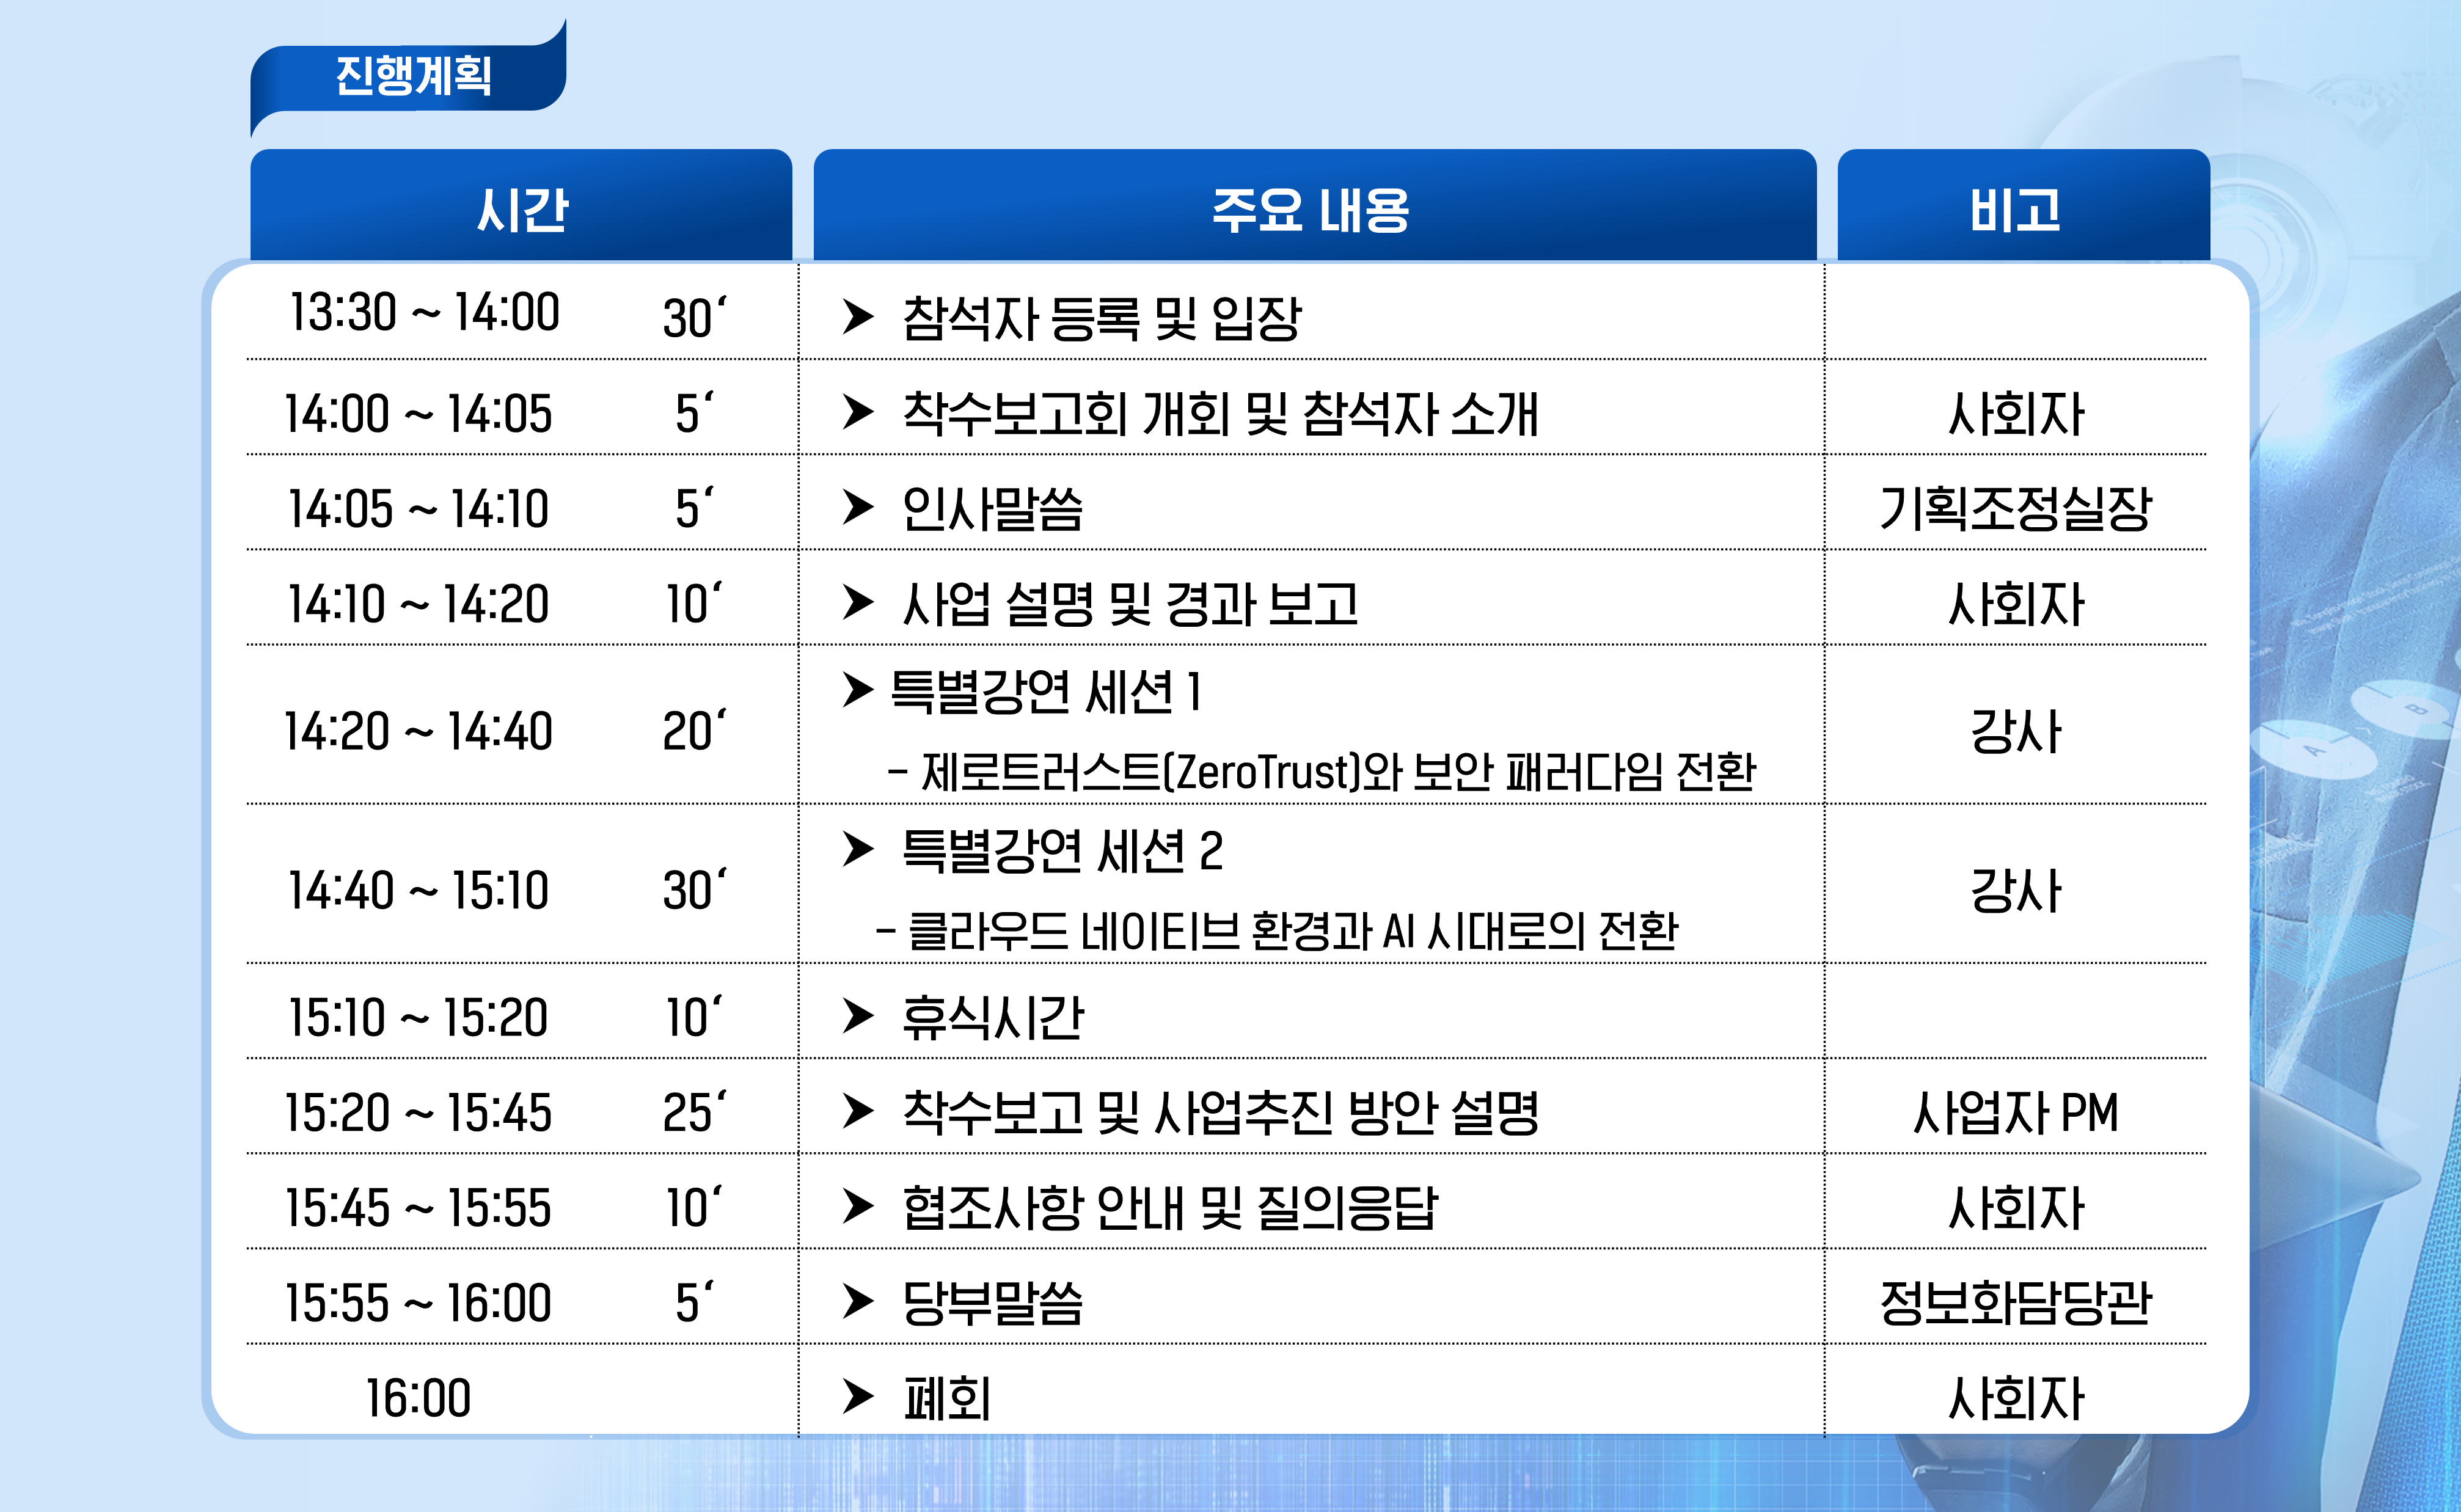 진행계획
시간 주요 내용 비고
13:30 ~ 14:00 30‘ ➤ 참석자 등록 및 입장
14:00 ~ 14:05 5‘ ➤ 착수보고회 개회 및 참석자 소개 사회자
14:05 ~ 14:10 5‘ ➤ 인사말씀 기획조정실장
14:10 ~ 14:20 10‘ ➤ 사업 설명 및 경과 보고 사회자
14:20 ~ 14:40 20‘ ➤ 특별강연 세션 1 강사
– 제로트러스트(ZeroTrust)와 보안 패러다임 전환
14:40 ~ 15:10 30‘ ➤ 특별강연 세션 2 강사
– 클라우드 네이티브 환경과 AI 시대로의 전환
15:10 ~ 15:20 10‘ ➤ 휴식시간
15:20 ~ 15:45 25‘ ➤ 착수보고 및 사업추진 방안 설명 사업자 PM
15:45 ~ 15:55 10‘ ➤ 협조사항 안내 및 질의응답 사회자
15:55 ~ 16:00 5‘ ➤ 당부말씀 정보화담당관
16:00 ➤ 폐회 사회자
B
A